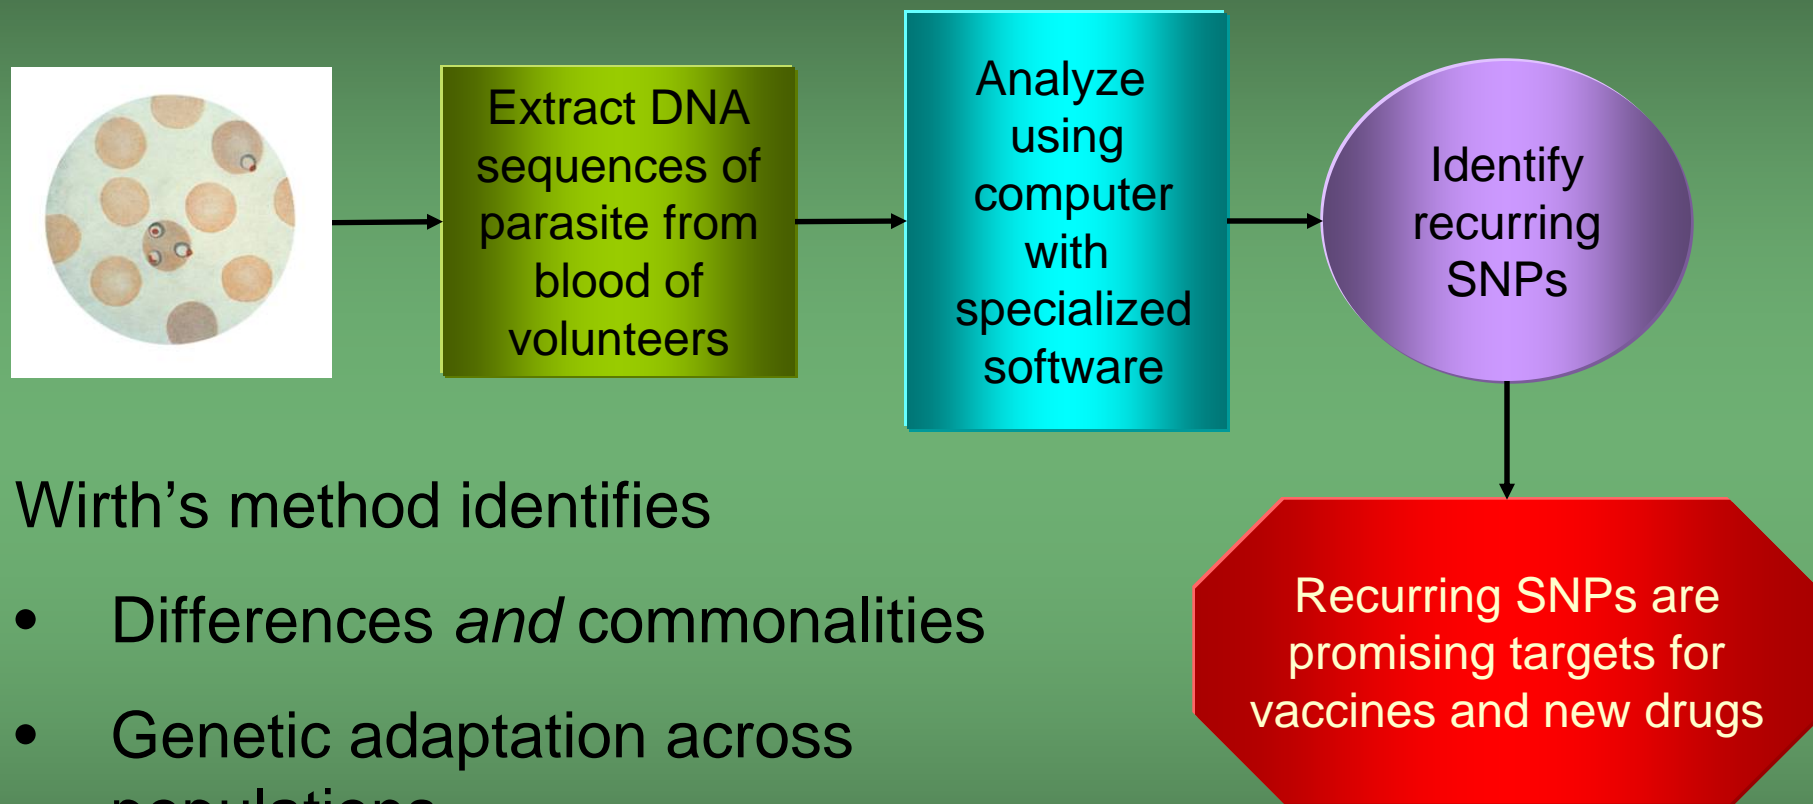 Extract DNA
sequences of
parasite from
blood of
volunteers
Analyze
using
computer
with
specialized
software
Identify
recurring
SNPs
Recurring SNPs are
promising targets for
vaccines and new drugs
Wirth’s method identifies
• Differences and commonalities
• Genetic adaptation across
populations